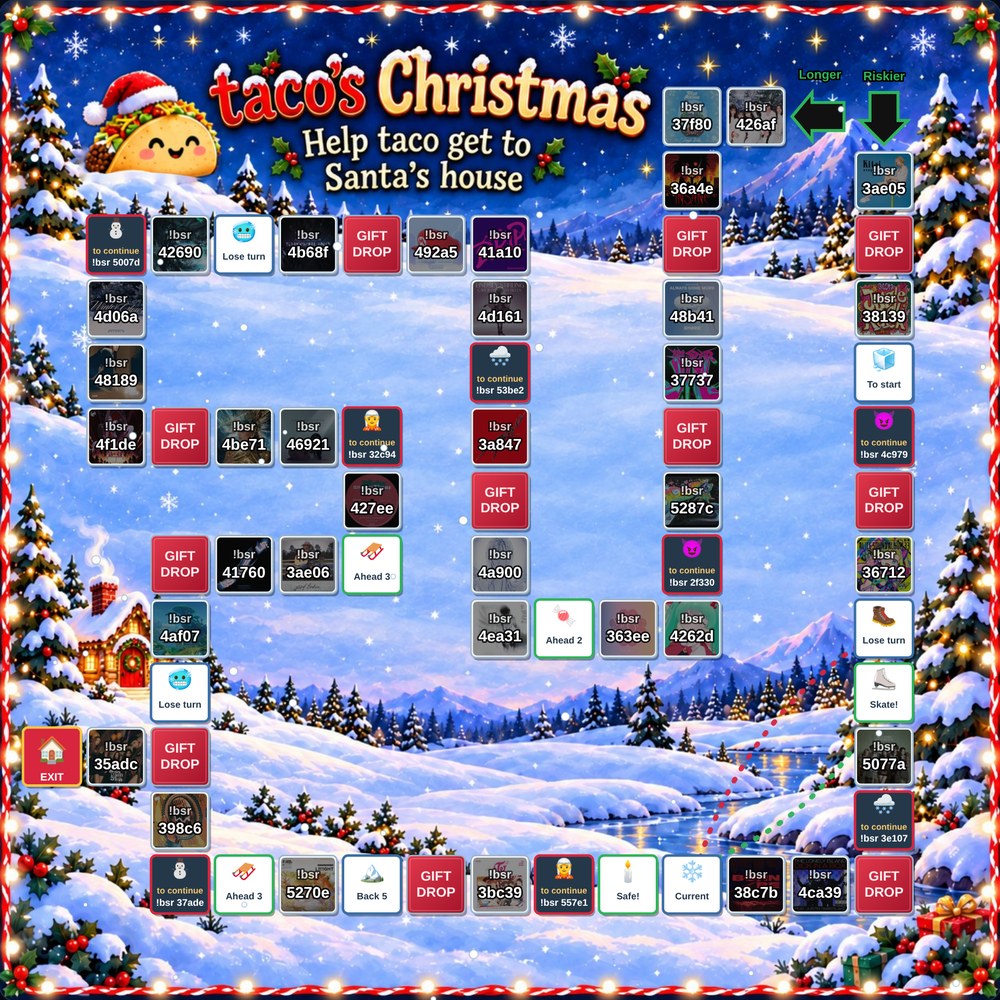 taco's Christmas
Help taco get to
Santa's house
Longer
Riskier
!bsr
37f80
!bsr
426af
!bsr
36a4e
!bsr
3ae05
to continue
!bsr 5007d
!bsr
42690
Lose turn
!bsr
4b68f
GIFT
DROP
!bsr
492a5
!bsr
41a10
GIFT
DROP
GIFT
DROP
!bsr
4d06a
!bsr
4d161
!bsr
48b41
!bsr
38139
!bsr
48189
to continue
!bsr 53be2
!bsr
37737
To start
!bsr
4f1de
GIFT
DROP
!bsr
4be71
!bsr
46921
to continue
!bsr 32c94
!bsr
3a847
GIFT
DROP
to continue
!bsr 4c979
!bsr
427ee
GIFT
DROP
!bsr
5287c
GIFT
DROP
GIFT
DROP
!bsr
41760
!bsr
3ae06
Ahead 3
!bsr
4a900
to continue
!bsr 2f330
!bsr
36712
!bsr
4af07
!bsr
4ea31
Ahead 2
!bsr
363ee
!bsr
4262d
Lose turn
Lose turn
Skate!
EXIT
!bsr
35adc
GIFT
DROP
!bsr
5077a
!bsr
398c6
to continue
!bsr 3e107
to continue
!bsr 37ade
Ahead 3
!bsr
5270e
Back 5
GIFT
DROP
!bsr
3bc39
to continue
!bsr 557e1
Safe!
Current
!bsr
38c7b
!bsr
4ca39
GIFT
DROP